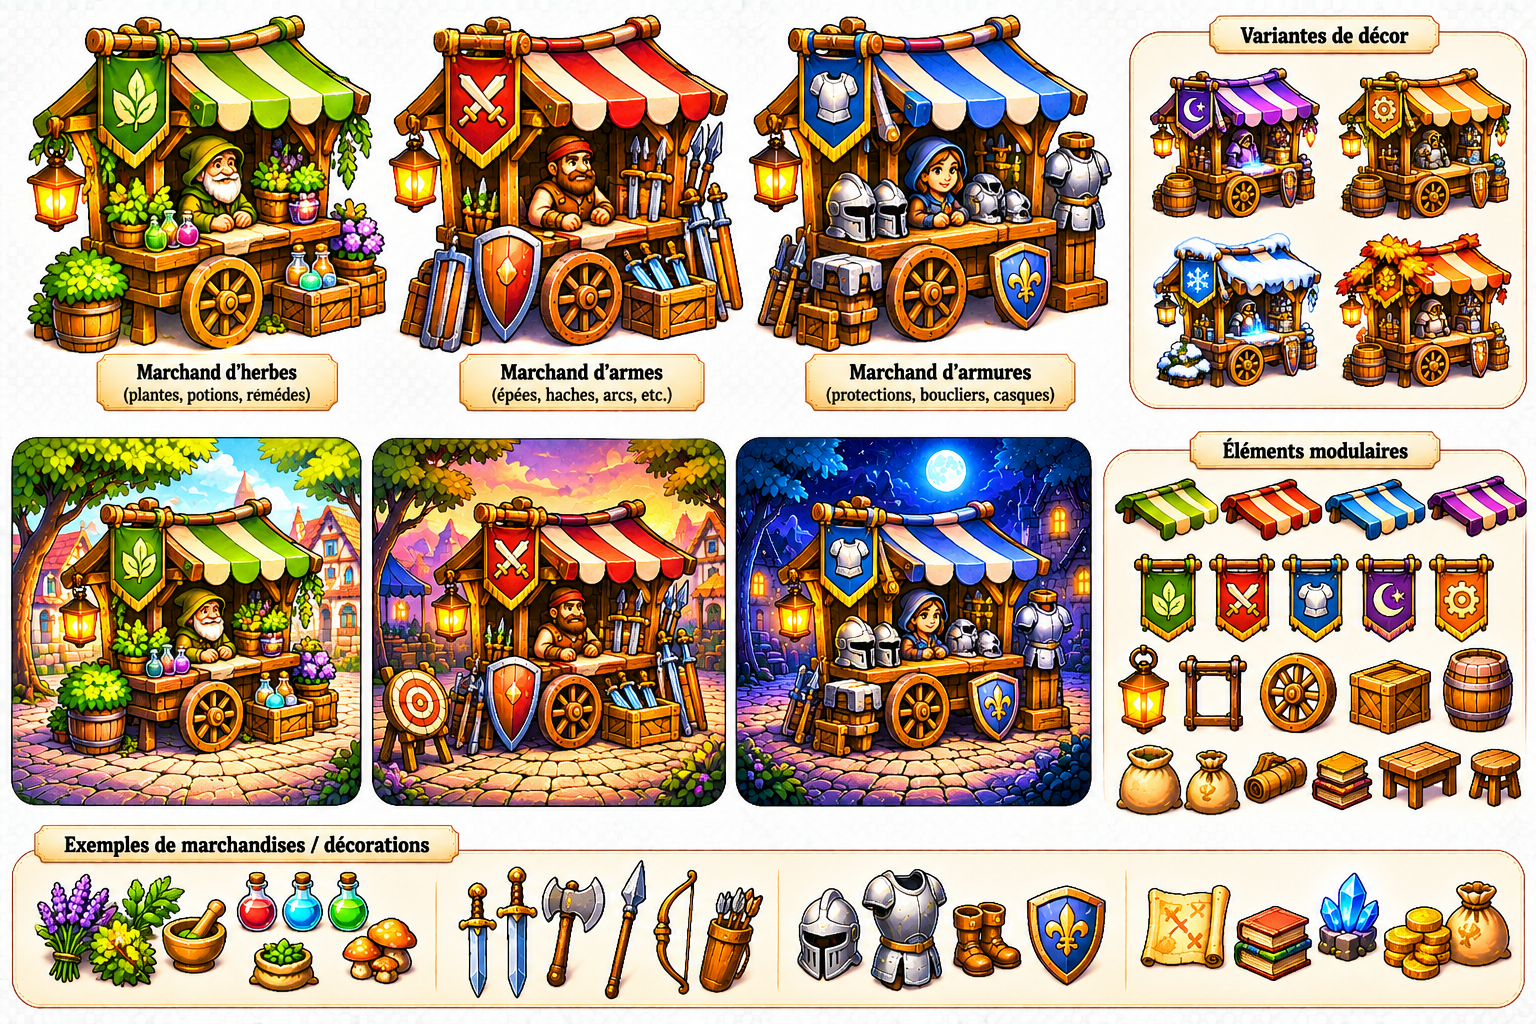 Variantes de décor
Marchand d'herbes
(plantes, potions, rémédes)
Marchand d'armes
(épées, haches, arcs, etc.)
Marchand d'armures
(protections, boucliers, casques)
Éléments modulaires
Exemples de marchandises / décorations